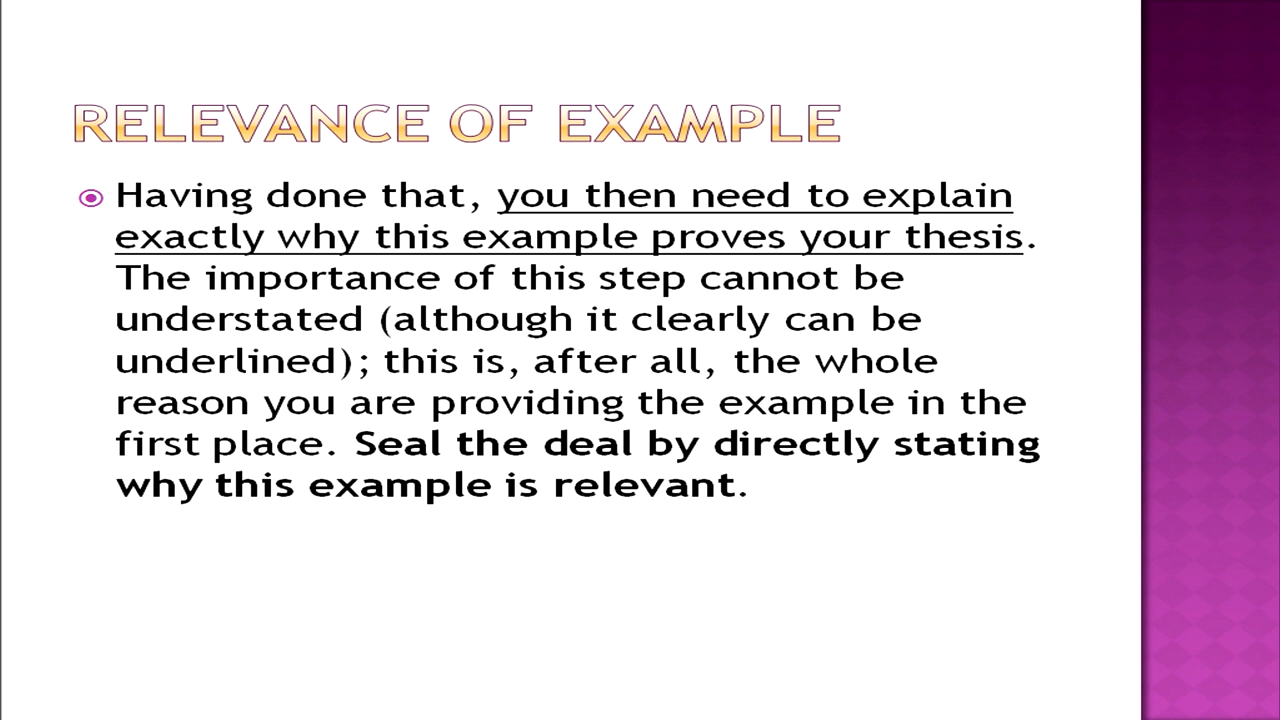 RELEVANCE OF EXAMPLE
Having done that, you then need to explain
exactly why this example proves your thesis.
The importance of this step cannot be
understated (although it clearly can be
underlined); this is, after all, the whole
reason you are providing the example in the
first place. Seal the deal by directly stating
why this example is relevant.